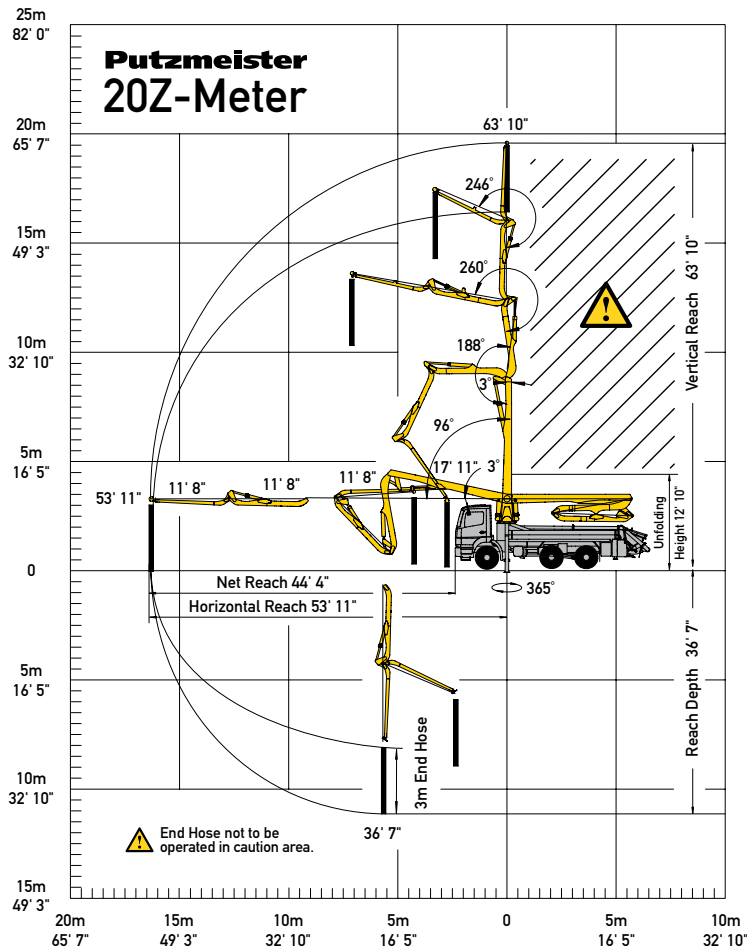 25m
82' 0"
Putzmeister
20Z-Meter
20m
65' 7"
63' 10"
246°
15m
49' 3"
260°
Vertical Reach 63' 10"
10m
32' 10"
188°
3°
96°
5m
16' 5"
17' 11"
3°
53' 11"
11' 8"
11' 8"
11' 8"
Unfolding
Height 12' 10"
0
Net Reach 44' 4"
365°
Horizontal Reach 53' 11"
5m
16' 5"
Reach Depth 36' 7"
3m End Hose
10m
32' 10"
36' 7"
End Hose not to be
operated in caution area.
15m
49' 3"
20m
65' 7"
15m
49' 3"
10m
32' 10"
5m
16' 5"
0
5m
16' 5"
10m
32' 10"